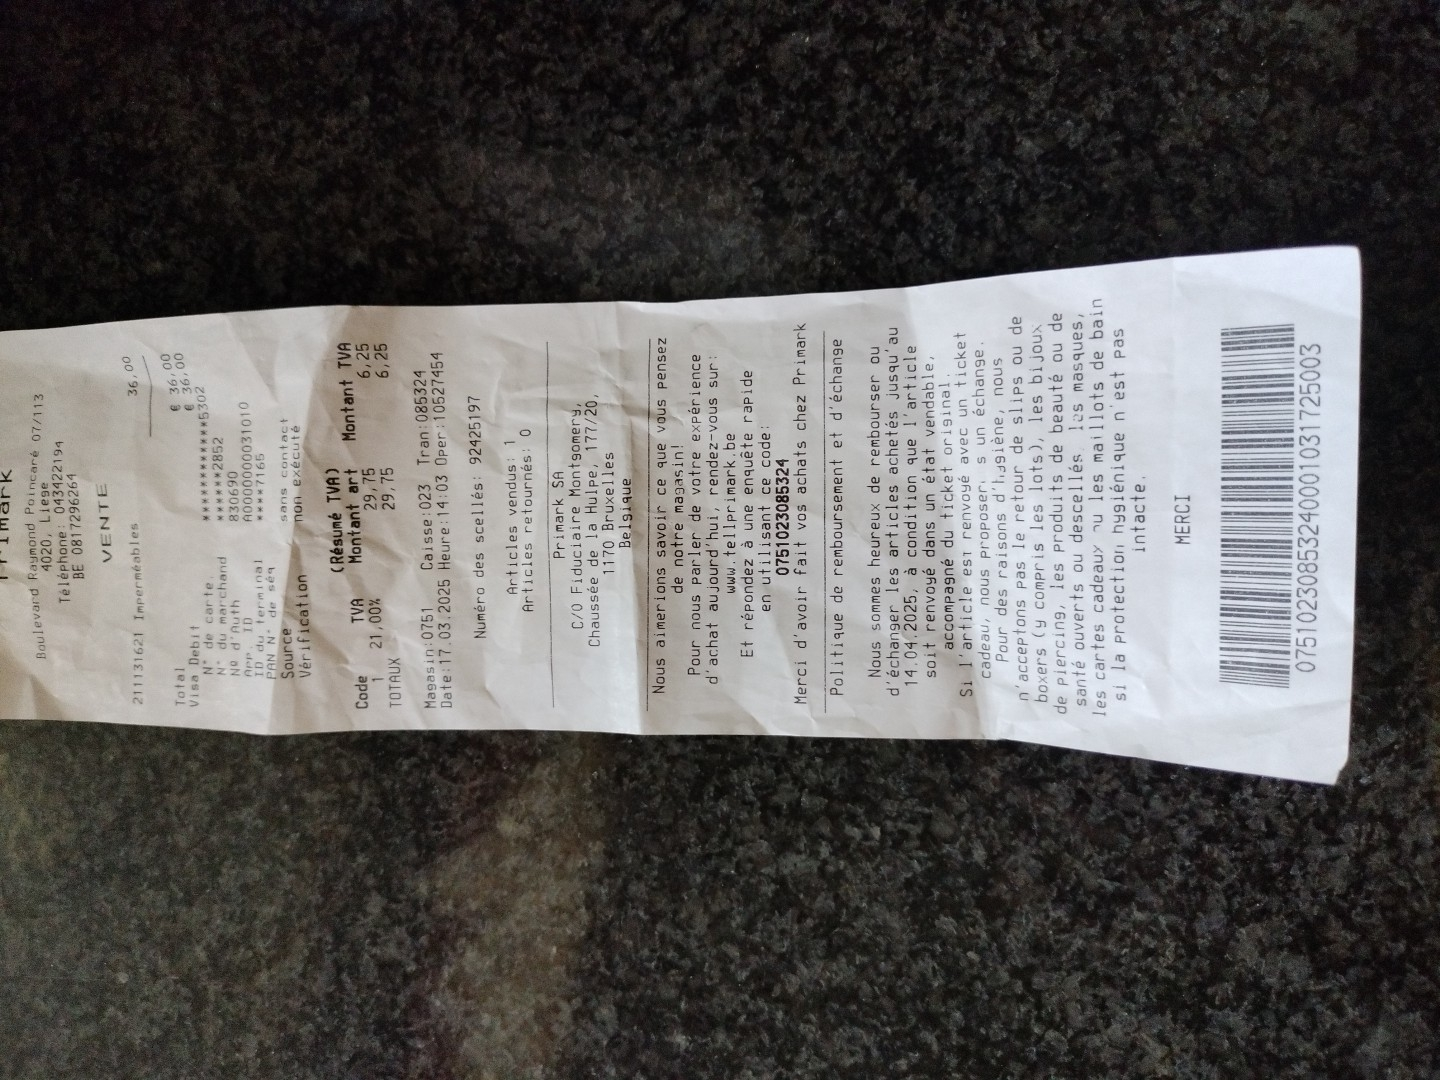 Primark
Boulevard Raymond Poincaré 07/113
4020, Liege
Téléphone: 043422194
BE 0817296264
VENTE
211131621 Imperméables 36,00
Total € 36,00
Visa Debit € 36,00
N° de carte ************5302
N° du marchand ******2852
N° d'auth 830690
App. ID A0000000031010
ID du terminal ****7165
PAN N° de séq
Source sans contact
Vérification non exécuté
(Résumé TVA)
Code TVA Montant art Montant TVA
1 21,00% 29,75 6,25
TOTAUX 29,75 6,25
Magasin:0751 Caisse:023 Tran:085324
Date:17.03.2025 Heure:14:03 Oper:10527454
Numéro des scellés: 92425197
Articles vendus: 1
Articles retournés: 0
Primark SA
C/O Fiduciaire Montgomery,
Chaussée de la Hulpe, 177/20,
1170 Bruxelles
Belgique
Nous aimerions savoir ce que vous pensez
de notre magasin!
Pour nous parler de votre expérience
d'achat aujourd'hui, rendez-vous sur:
www.tellprimark.be
Et répondez à une enquête rapide
en utilisant ce code:
0751023085324
Merci d'avoir fait vos achats chez Primark
Politique de remboursement et d'échange
Nous sommes heureux de rembourser ou
d'échanger les articles achetés jusqu'au
14.04.2025, à condition que l'article
soit renvoyé dans un état vendable,
accompagné du ticket original.
Si l'article est renvoyé avec un ticket
cadeau, nous proposerons un échange.
Pour des raisons d'hygiène, nous
n'acceptons pas le retour de slips ou de
boxers (y compris les lots), les bijoux
de piercing, les produits de beauté ou de
santé ouverts ou descellés, les masques,
les cartes cadeaux ou les maillots de bain
si la protection hygiénique n'est pas
intacte.
MERCI
07510230853240001031725003